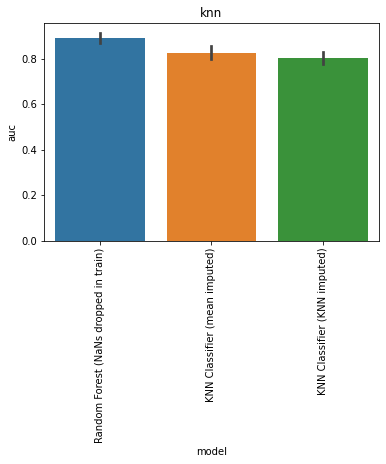 knn
auc
0.8
0.6
0.4
0.2
0.0
Random Forest (NaNs dropped in train)
KNN Classifier (mean imputed)
KNN Classifier (KNN imputed)
model